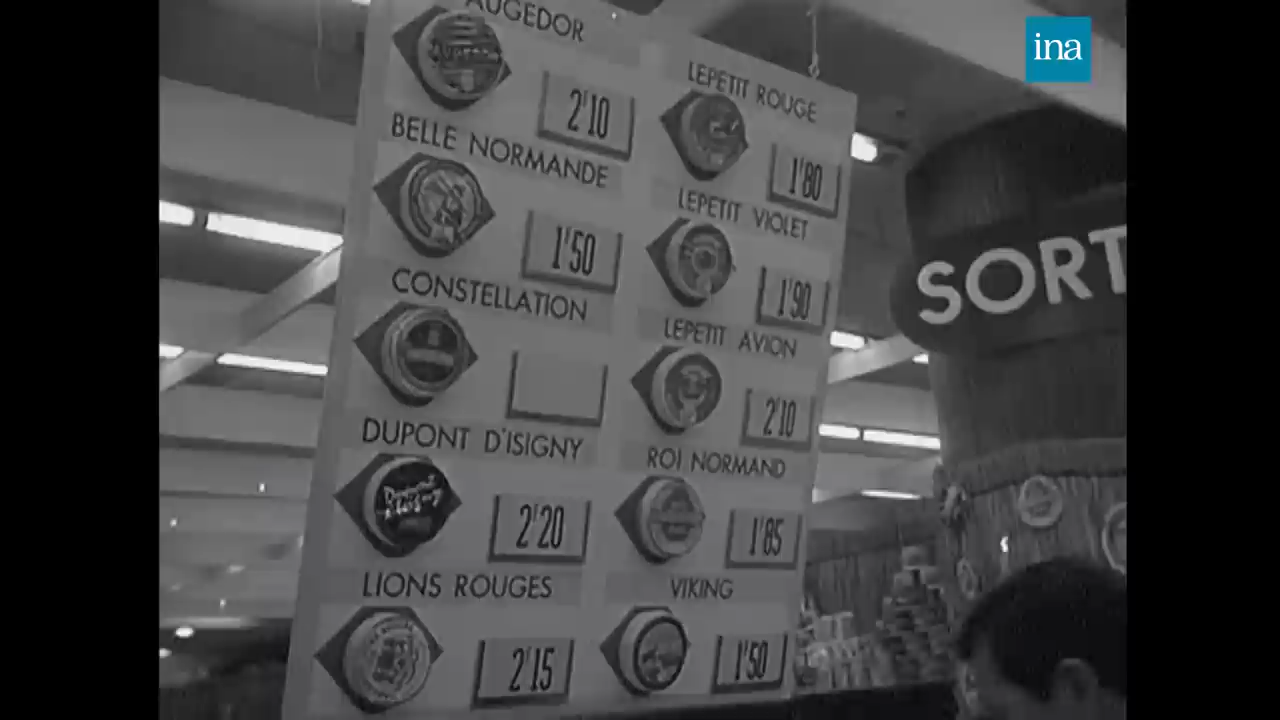 ina
AUGEDOR
2'10
BELLE NORMANDE
1'50
CONSTELLATION
DUPONT D'ISIGNY
2'20
LIONS ROUGES
2'15
LEPETIT ROUGE
1'80
LEPETIT VIOLET
1'90
LEPETIT AVION
2'10
ROI NORMAND
1'85
VIKING
1'50
SORT